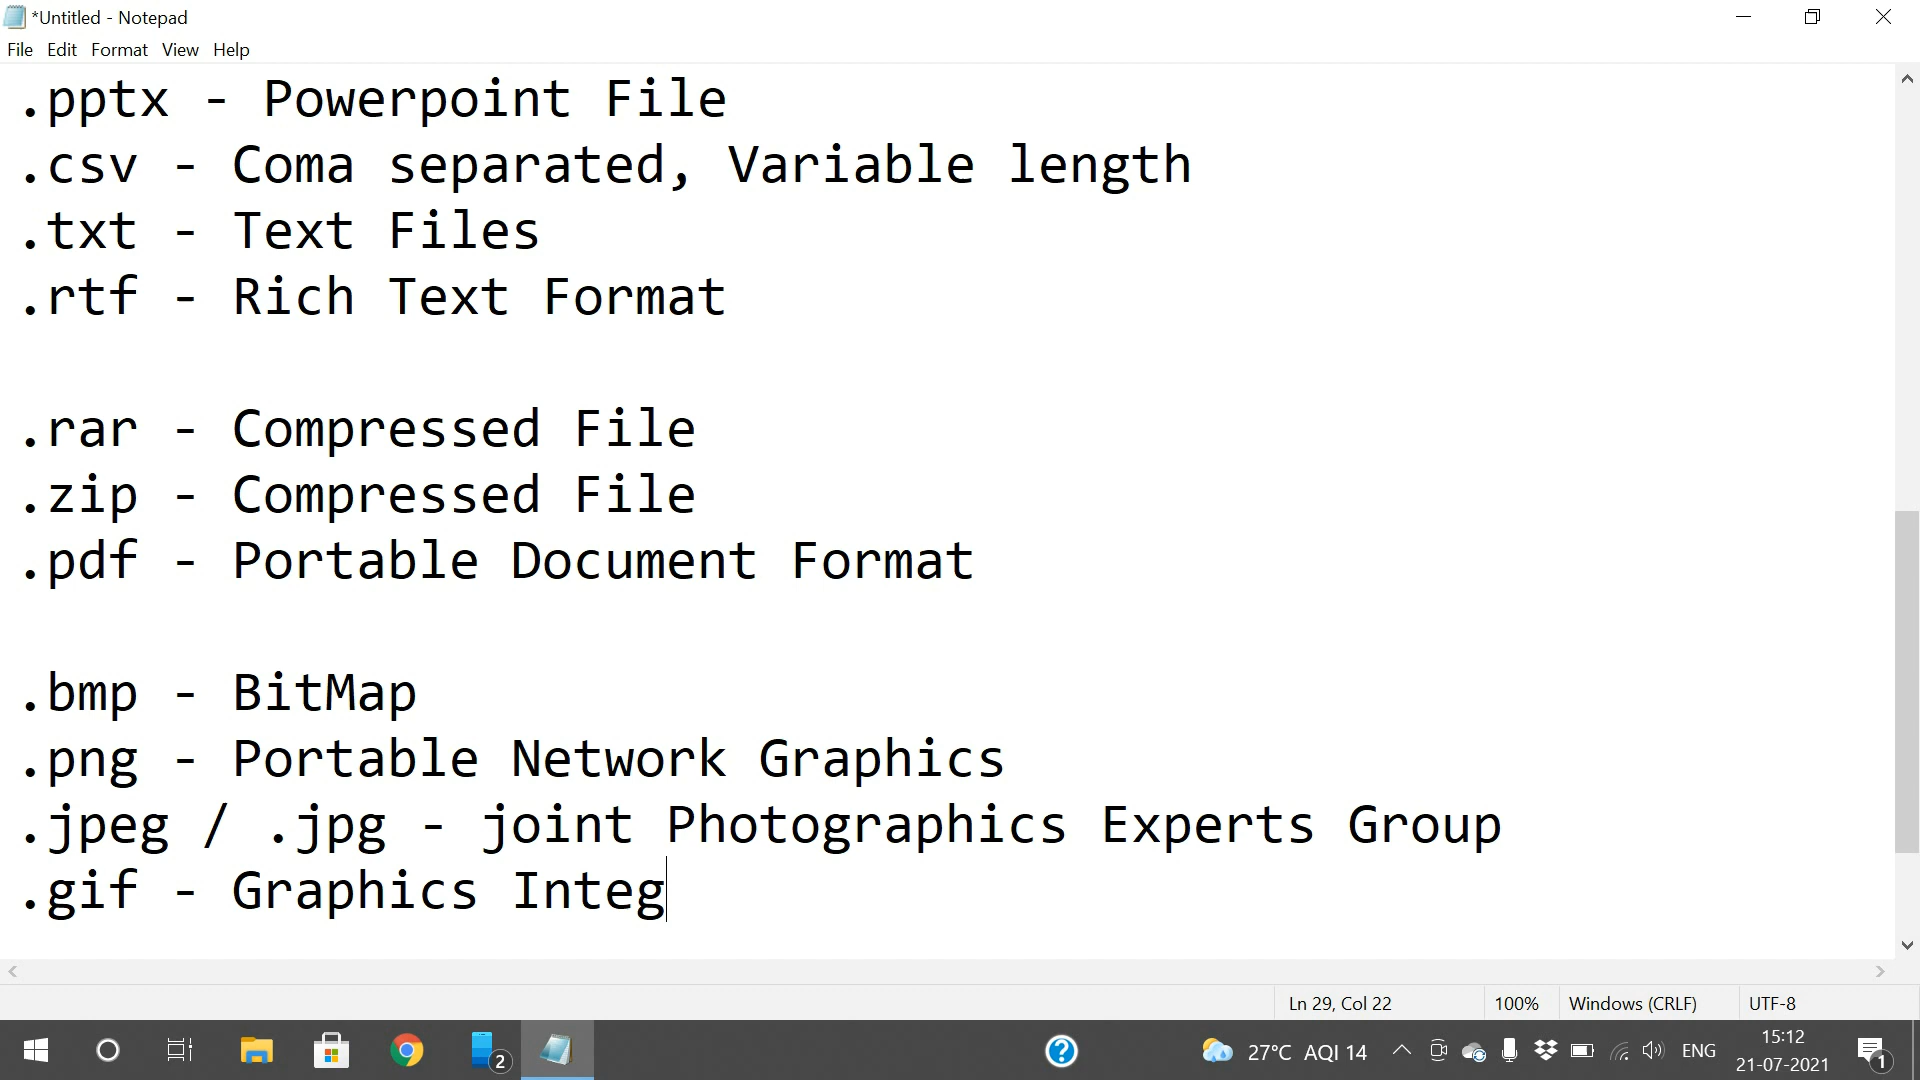 *Untitled - Notepad
File Edit Format View Help
.pptx - Powerpoint File
.csv - Coma separated, Variable length
.txt - Text Files
.rtf - Rich Text Format
.rar - Compressed File
.zip - Compressed File
.pdf - Portable Document Format
.bmp - BitMap
.png - Portable Network Graphics
.jpeg / .jpg - joint Photographics Experts Group
.gif - Graphics Integ
Ln 29, Col 22 100% Windows (CRLF) UTF-8
2 ? 27°C AQI 14 ENG 15:12 1
21-07-2021